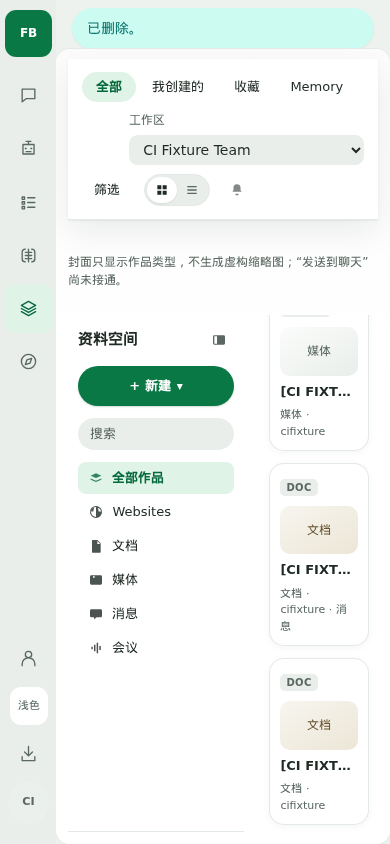 FB
已删除。
全部
我创建的
收藏
Memory
工作区
CI Fixture Team
筛选
封面只显示作品类型，不生成虚构缩略图；“发送到聊天”
尚未接通。
资料空间
+ 新建 ▾
搜索
全部作品
Websites
文档
媒体
消息
会议
媒体
[CI FIXT...
媒体 ·
cifixture
DOC
文档
[CI FIXT...
文档 ·
cifixture · 消
息
DOC
文档
[CI FIXT...
文档 ·
cifixture
浅色
CI